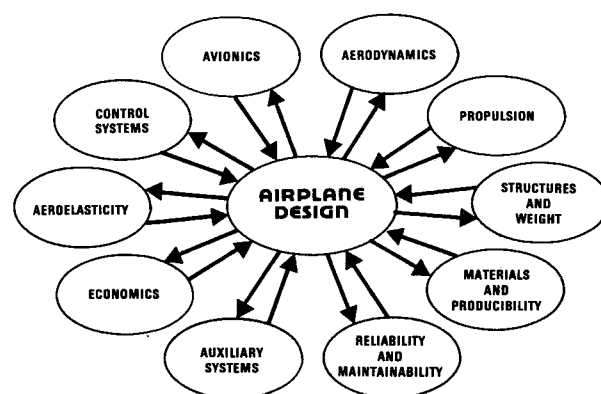 AVIONICS
AERODYNAMICS
CONTROL
SYSTEMS
PROPULSION
AIRPLANE
DESIGN
AEROELASTICITY
STRUCTURES
AND
WEIGHT
ECONOMICS
MATERIALS
AND
PRODUCIBILITY
AUXILIARY
SYSTEMS
RELIABILITY
AND
MAINTAINABILITY